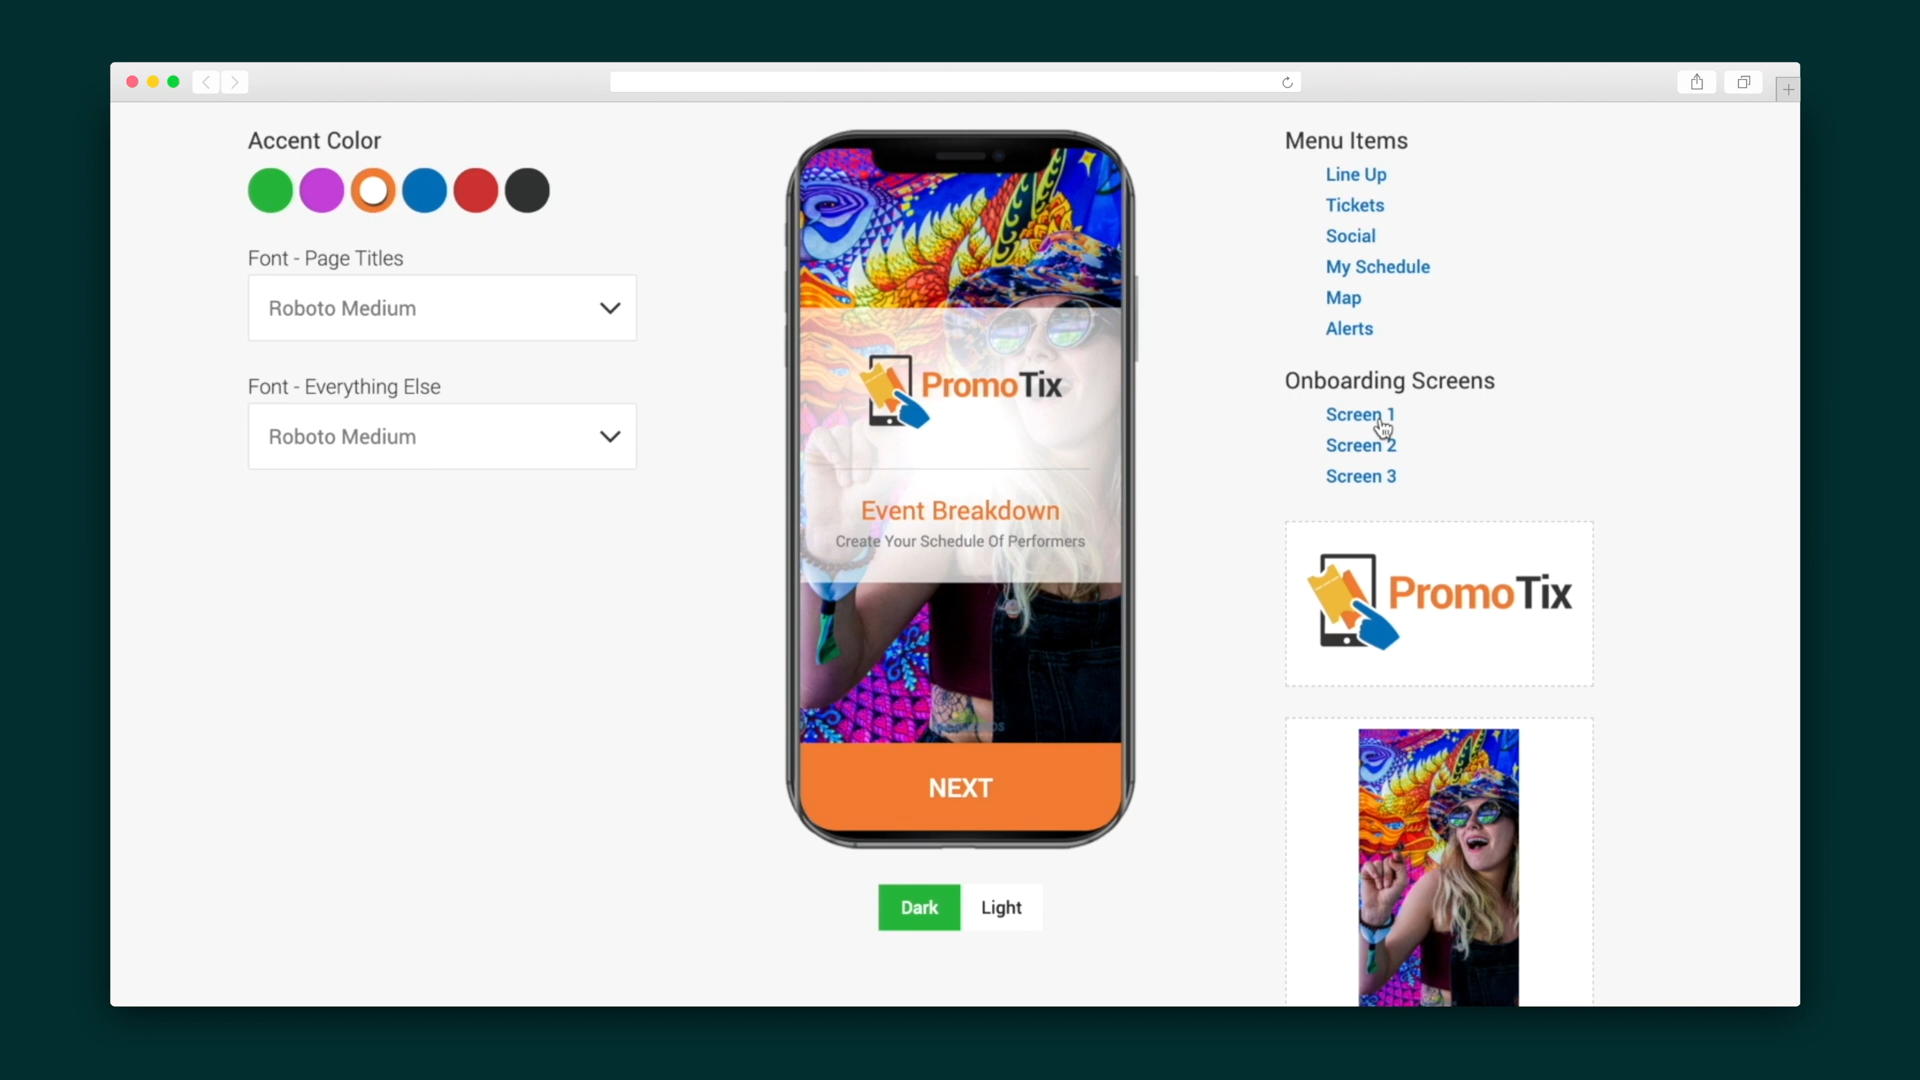 Accent Color
Font - Page Titles
Roboto Medium
Font - Everything Else
Roboto Medium
PromoTix
Event Breakdown
Create Your Schedule Of Performers
NEXT
Dark
Light
Menu Items
Line Up
Tickets
Social
My Schedule
Map
Alerts
Onboarding Screens
Screen 1
Screen 2
Screen 3
PromoTix